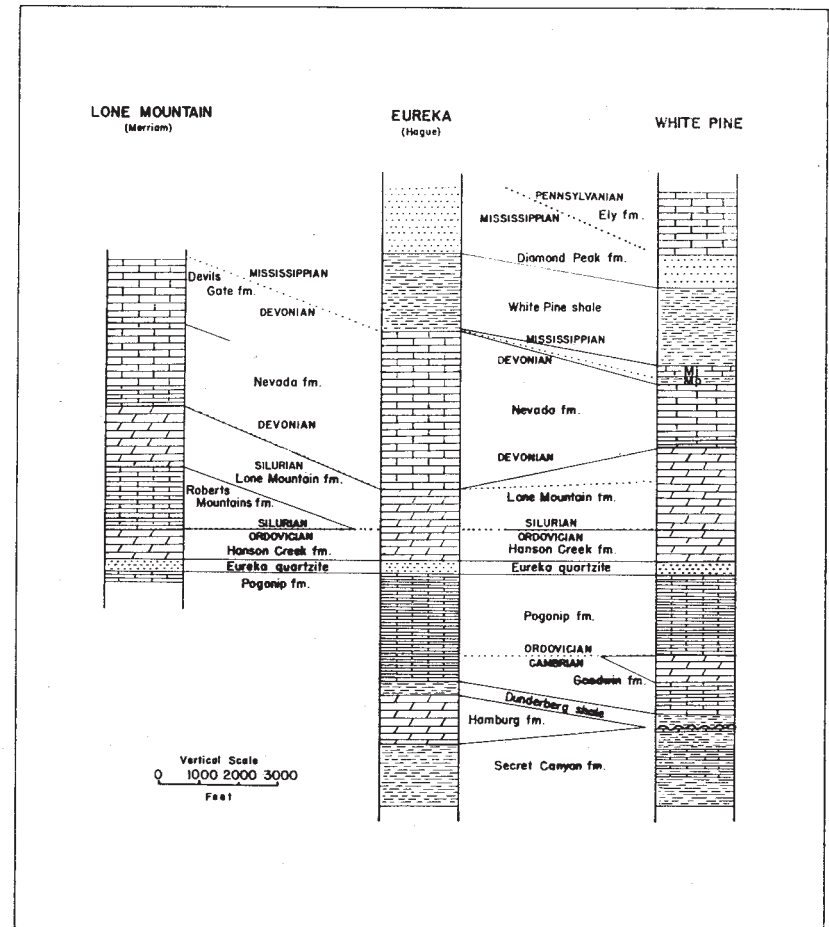 LONE MOUNTAIN
(Merriam)
EUREKA
(Hague)
WHITE PINE
PENNSYLVANIAN
Ely fm.
MISSISSIPPIAN
Diamond Peak fm.
White Pine shale
MISSISSIPPIAN
DEVONIAN
Mj
Mp
Nevada fm.
DEVONIAN
Lone Mountain fm.
SILURIAN
ORDOVICIAN
Hanson Creek fm.
Eureka quartzite
Pogonip fm.
ORDOVICIAN
CAMBRIAN
Goodwin fm.
Dunderberg shale
Hamburg fm.
Secret Canyon fm.
Devils
Gate fm.
MISSISSIPPIAN
DEVONIAN
Nevada fm.
DEVONIAN
SILURIAN
Lone Mountain fm.
Roberts
Mountains fm.
SILURIAN
ORDOVICIAN
Hanson Creek fm.
Eureka quartzite
Pogonip fm.
Vertical Scale
0 1000 2000 3000
Feet